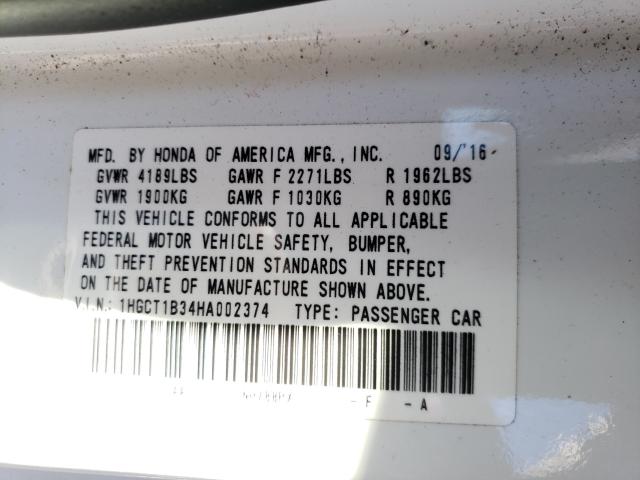 MFD. BY HONDA OF AMERICA MFG., INC. 09/'16
GVWR 4189LBS GAWR F 2271LBS R 1962LBS
GVWR 1900KG GAWR F 1030KG R 890KG
THIS VEHICLE CONFORMS TO ALL APPLICABLE
FEDERAL MOTOR VEHICLE SAFETY, BUMPER,
AND THEFT PREVENTION STANDARDS IN EFFECT
ON THE DATE OF MANUFACTURE SHOWN ABOVE.
V.I.N.: 1HGCT1B34HA002374 TYPE: PASSENGER CAR
- F - A